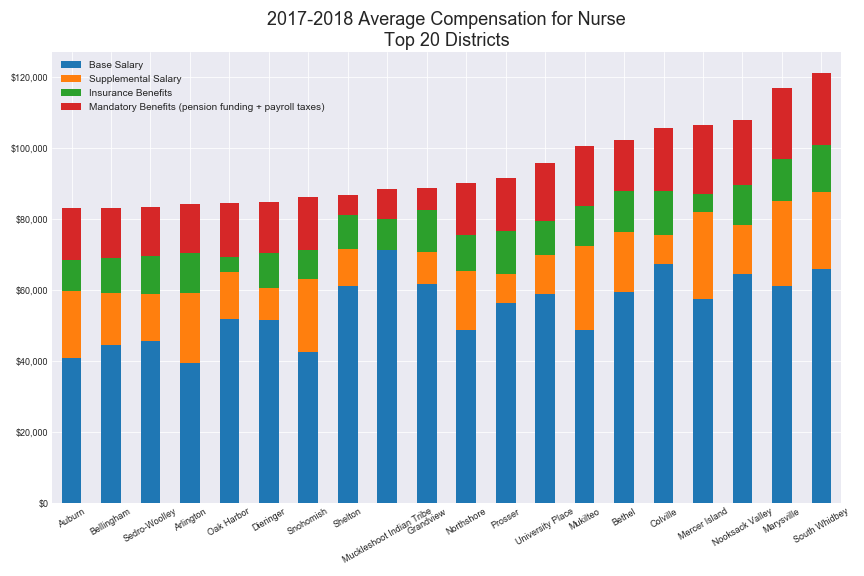 2017-2018 Average Compensation for Nurse
Top 20 Districts
Base Salary
Supplemental Salary
Insurance Benefits
Mandatory Benefits (pension funding + payroll taxes)
$120,000
$100,000
$80,000
$60,000
$40,000
$20,000
$0
Auburn
Bellingham
Sedro-Woolley
Arlington
Oak Harbor
Dieringer
Snohomish
Shelton
Muckleshoot Indian Tribe
Grandview
Northshore
Prosser
University Place
Mukilteo
Bethel
Colville
Mercer Island
Nooksack Valley
Marysville
South Whidbey